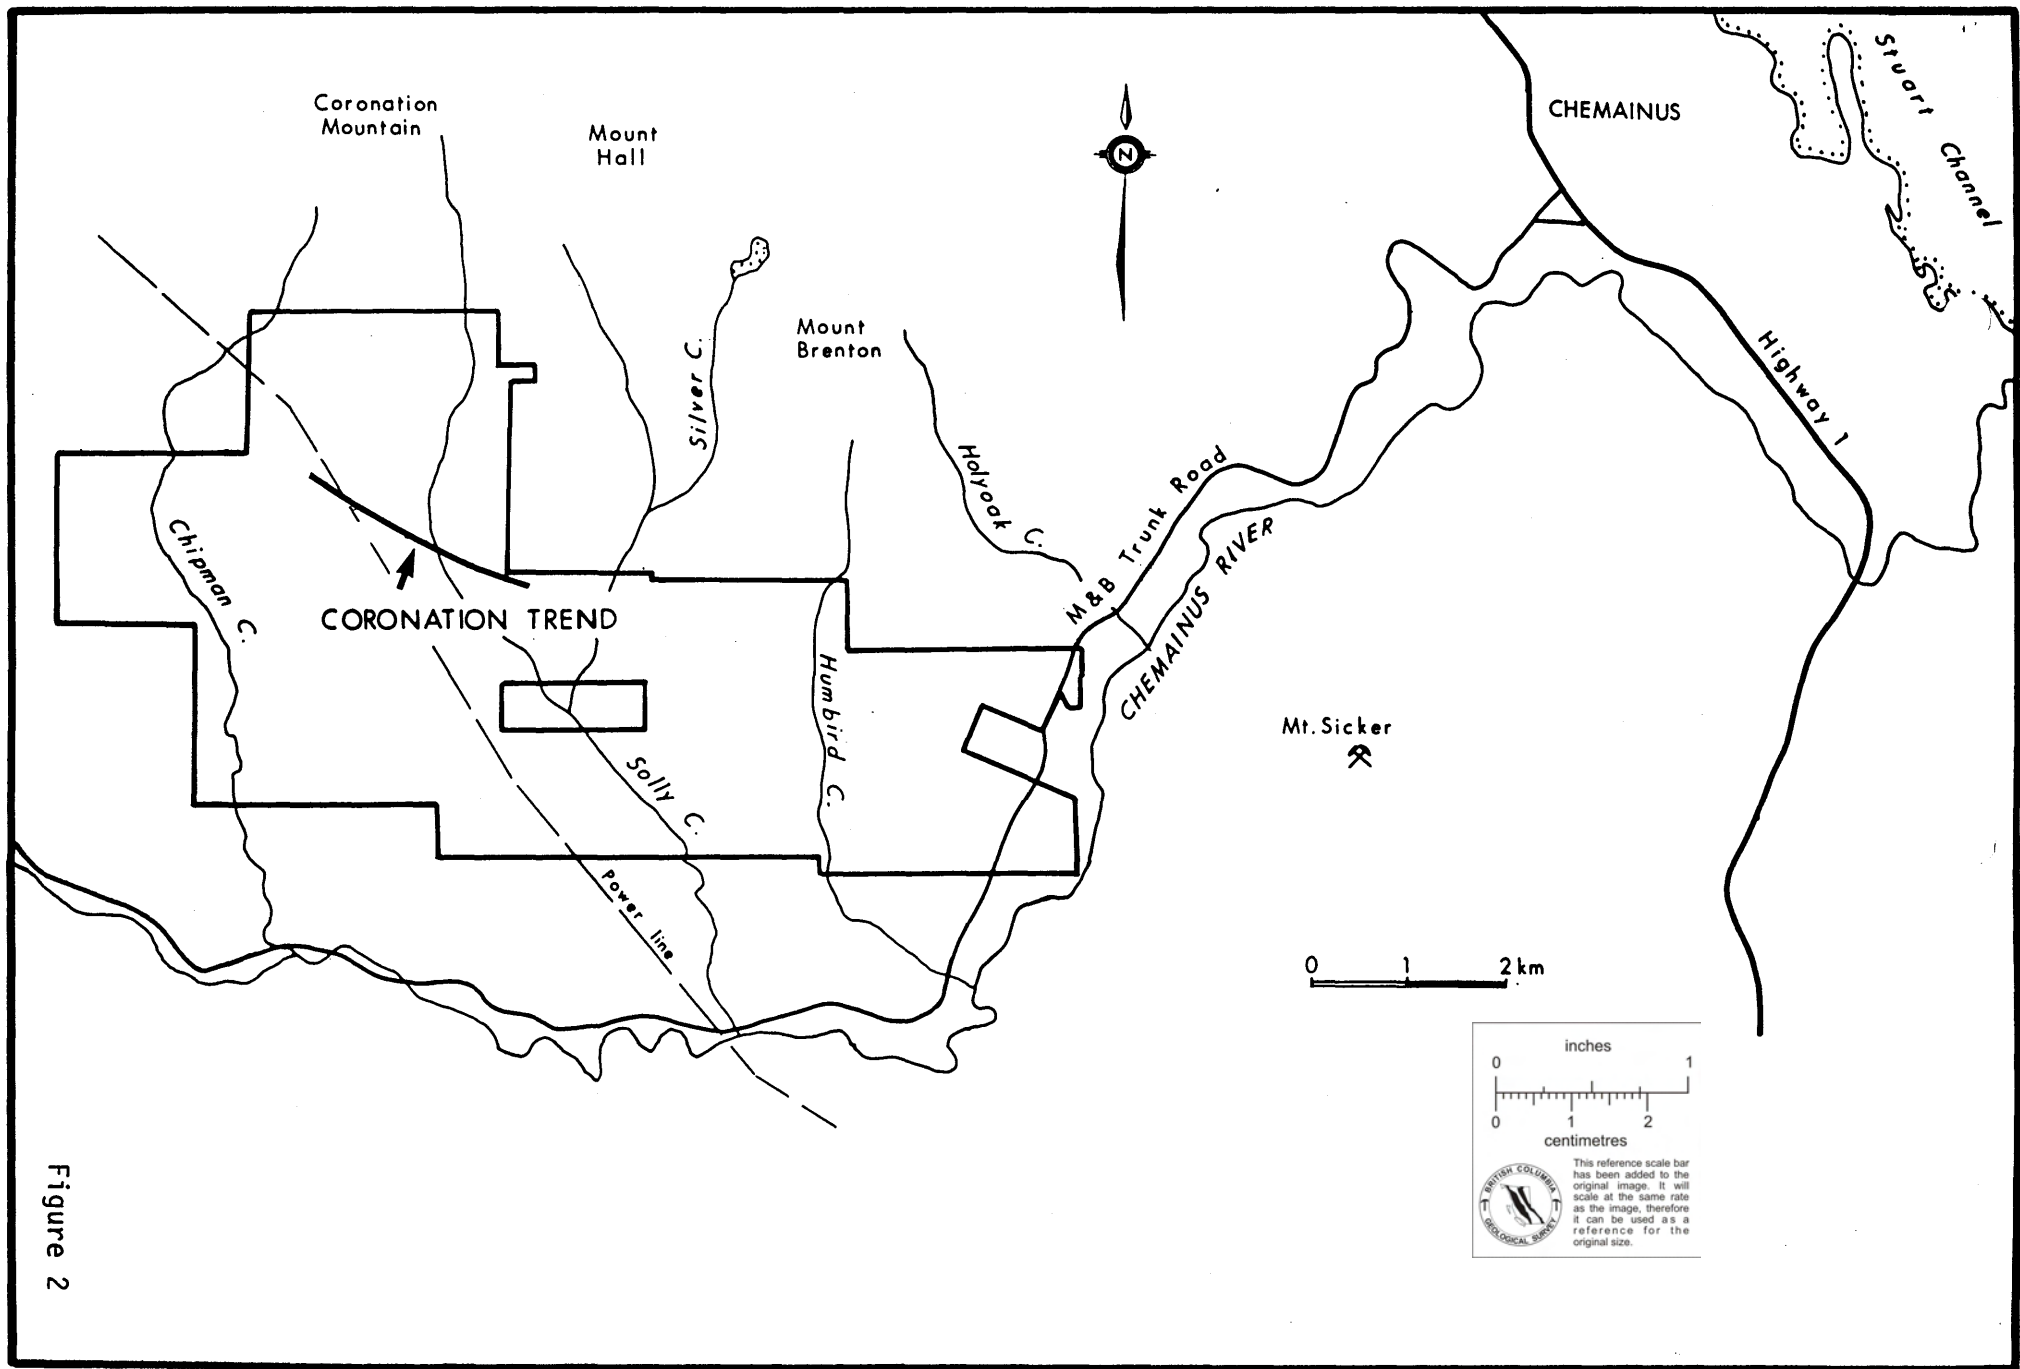 Coronation
Mountain
Mount
Hall
Stuart Channel
CHEMAINUS
N
Mount
Brenton
Silver C.
Highway 1
Holyoak C.
M & B Trunk Road
CHEMAINUS RIVER
Chipman C.
CORONATION TREND
Humbird C.
Solly C.
Mt. Sicker
Power line
0 1 2 km
inches
0 1
0 1 2
centimetres
BRITISH COLUMBIA
GEOLOGICAL SURVEY
This reference scale bar
has been added to the
original image. It will
scale at the same rate
as the image, therefore
it can be used as a
reference for the
original size.
Figure 2